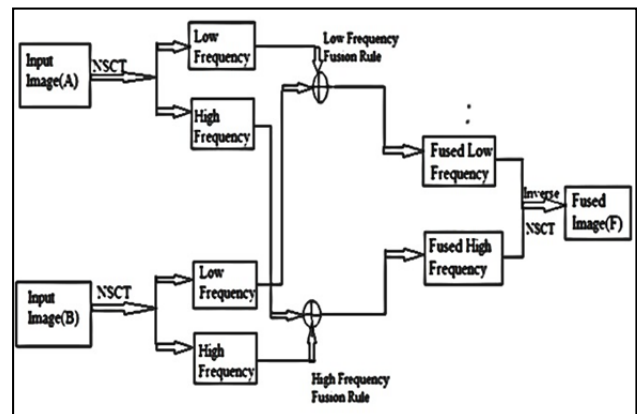 Input
Image(A)
NSCT
Low
Frequency
High
Frequency
Low Frequency
Fusion Rule
Fused Low
Frequency
Inverse
NSCT
Fused
Image(F)
Fused High
Frequency
Input
Image(B)
NSCT
Low
Frequency
High
Frequency
High Frequency
Fusion Rule